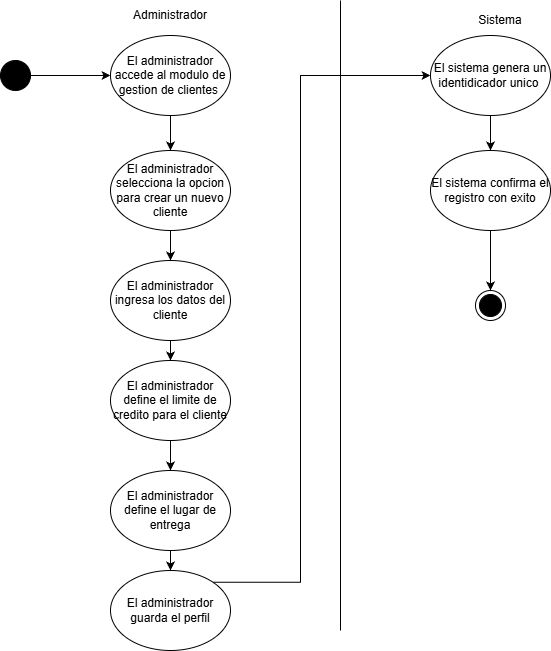 Administrador
Sistema
El administrador
accede al modulo de
gestion de clientes
El administrador
selecciona la opcion
para crear un nuevo
cliente
El administrador
ingresa los datos del
cliente
El administrador
define el limite de
credito para el cliente
El administrador
define el lugar de
entrega
El administrador
guarda el perfil
El sistema genera un
identidicador unico
El sistema confirma el
registro con exito